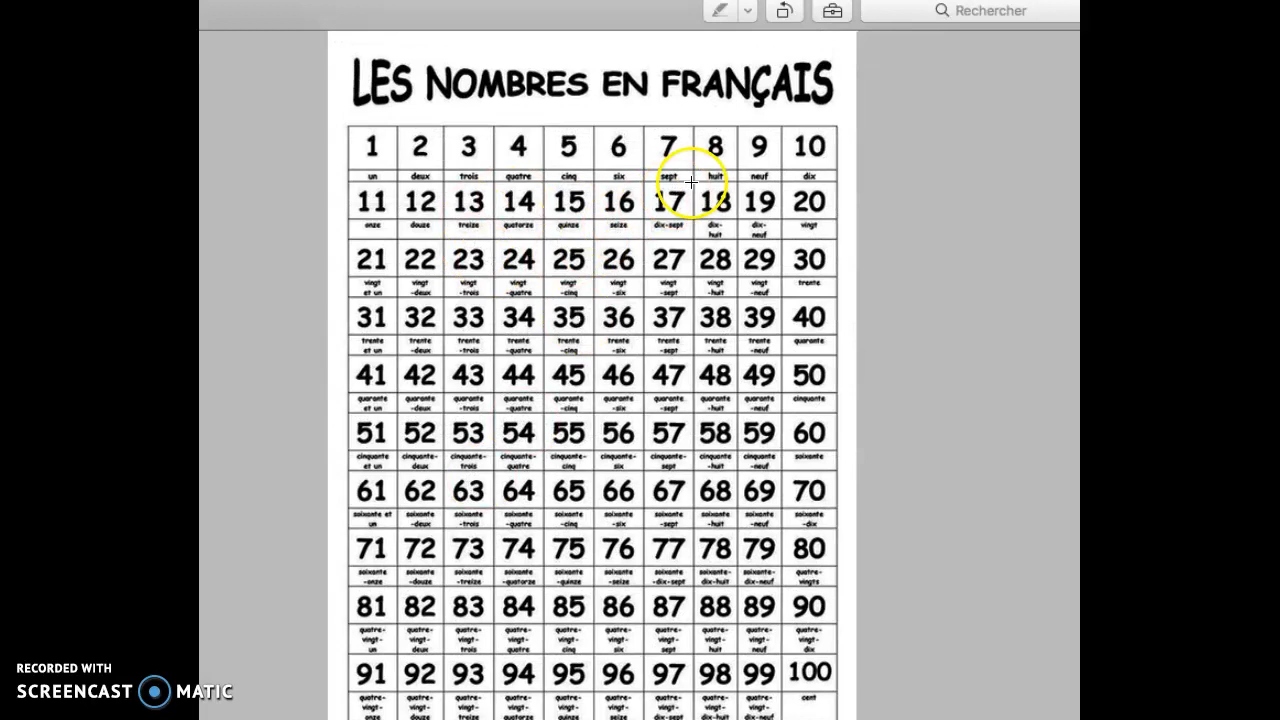 Rechercher
LES NOMBRES EN FRANÇAIS
1 2 3 4 5 6 7 8 9 10
un deux trois quatre cinq six sept huit neuf dix
11 12 13 14 15 16 17 18 19 20
onze douze treize quatorze quinze seize dix-sept dix- dix- vingt
huit neuf
21 22 23 24 25 26 27 28 29 30
vingt vingt vingt vingt vingt vingt vingt vingt vingt trente
et un -deux -trois -quatre -cinq -six -sept -huit -neuf
31 32 33 34 35 36 37 38 39 40
trente trente trente trente trente trente trente trente trente quarante
et un -deux -trois -quatre -cinq -six -sept -huit -neuf
41 42 43 44 45 46 47 48 49 50
quarante quarante quarante quarante quarante quarante quarante quarante quarante cinquante
et un -deux -trois -quatre -cinq -six -sept -huit -neuf
51 52 53 54 55 56 57 58 59 60
cinquante cinquante- cinquante- cinquante- cinquante- cinquante- cinquante- cinquante cinquante soixante
et un deux trois quatre cinq six sept -huit -neuf
61 62 63 64 65 66 67 68 69 70
soixante et soixante soixante soixante soixante soixante soixante soixante soixante soixante
un -deux -trois -quatre -cinq -six -sept -huit -neuf -dix
71 72 73 74 75 76 77 78 79 80
soixante soixante soixante soixante soixante soixante soixante soixante- soixante- quatre-
-onze -douze -treize -quatorze -quinze -seize -dix-sept dix-huit dix-neuf vingts
81 82 83 84 85 86 87 88 89 90
quatre- quatre- quatre- quatre- quatre- quatre- quatre- quatre- quatre- quatre-
vingt- vingt- vingt- vingt- vingt- vingt- vingt- vingt- vingt- vingt-
un deux trois quatre cinq six sept huit neuf dix
91 92 93 94 95 96 97 98 99 100
quatre- quatre- quatre- quatre- quatre- quatre- quatre- quatre- quatre- cent
vingt- vingt- vingt- vingt- vingt- vingt- vingt- vingt- vingt-
onze douze treize quatorze quinze seize dix-sept dix-huit dix-neuf
RECORDED WITH
SCREENCAST MATIC